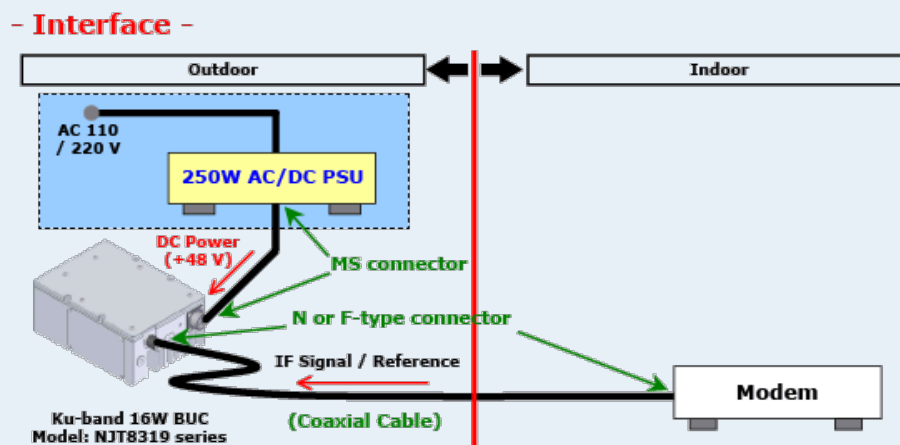 - Interface -
Outdoor
Indoor
AC 110
/ 220 V
250W AC/DC PSU
DC Power
(+48 V)
MS connector
N or F-type connector
IF Signal / Reference
Modem
(Coaxial Cable)
Ku-band 16W BUC
Model: NJT8319 series